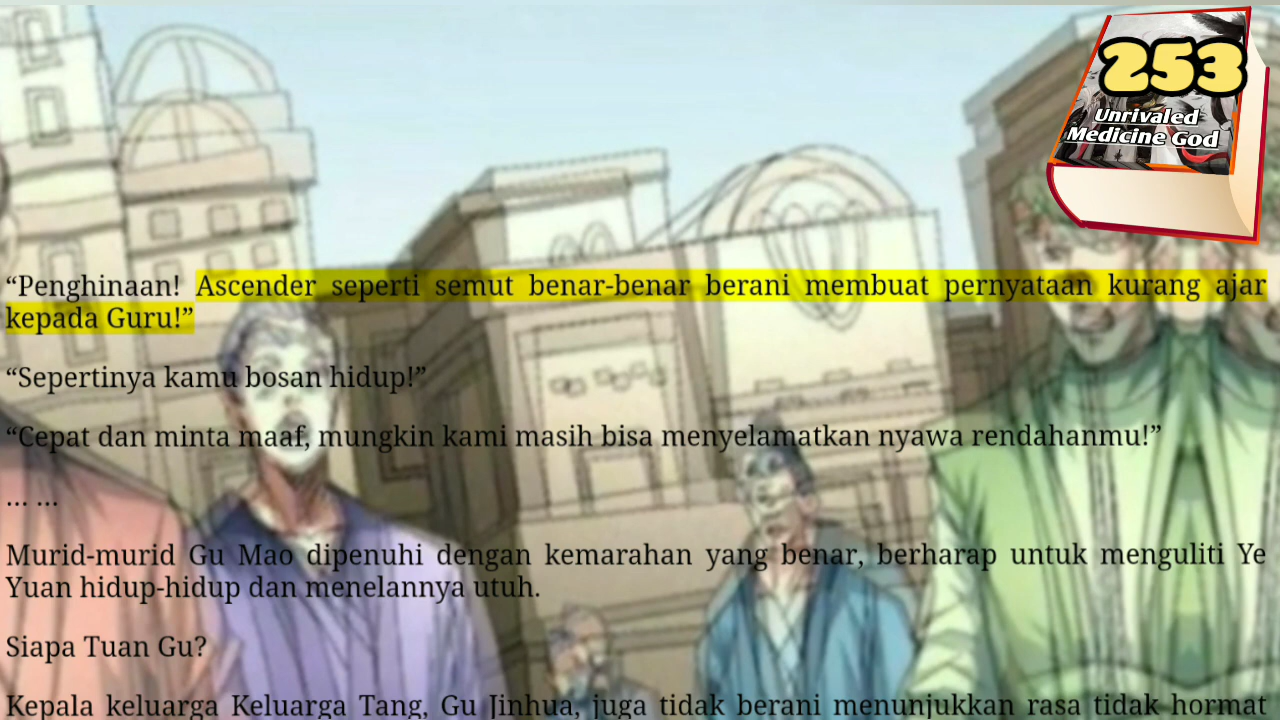 253
Unrivaled
Medicine God
“Penghinaan! Ascender seperti semut benar-benar berani membuat pernyataan kurang ajar
kepada Guru!”
“Sepertinya kamu bosan hidup!”
“Cepat dan minta maaf, mungkin kami masih bisa menyelamatkan nyawa rendahanmu!”
... ...
Murid-murid Gu Mao dipenuhi dengan kemarahan yang benar, berharap untuk menguliti Ye
Yuan hidup-hidup dan menelannya utuh.
Siapa Tuan Gu?
Kepala keluarga Keluarga Tang, Gu Jinhua, juga tidak berani menunjukkan rasa tidak hormat